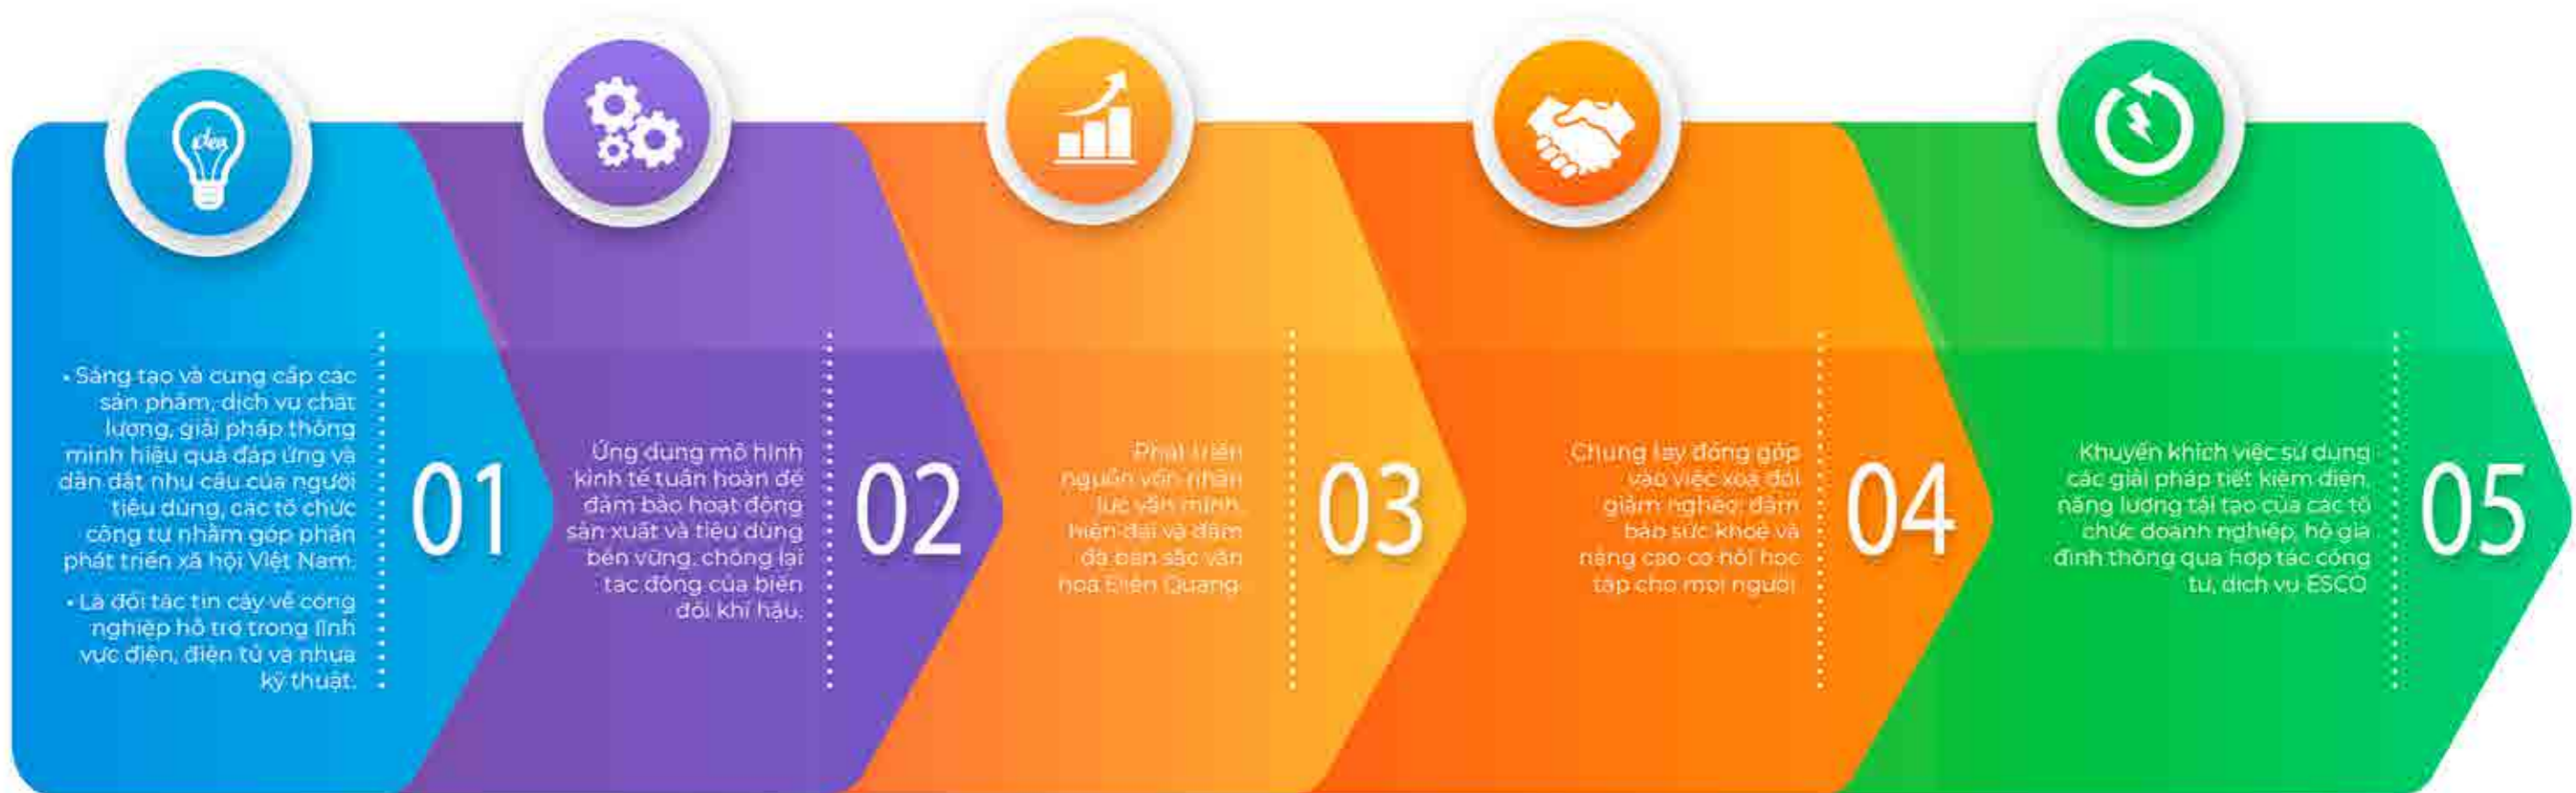 idea
• Sáng tạo và cung cấp các
sản phẩm, dịch vụ chất
lượng, giải pháp thông
minh hiệu quả đáp ứng và
dẫn dắt nhu cầu của người
tiêu dùng, các tổ chức
công tư nhằm góp phần
phát triển xã hội Việt Nam.
• Là đối tác tin cậy về công
nghiệp hỗ trợ trong lĩnh
vực điện, điện tử và nhựa
kỹ thuật.
01
Ứng dụng mô hình
kinh tế tuần hoàn để
đảm bảo hoạt động
sản xuất và tiêu dùng
bền vững, chống lại
tác động của biến
đổi khí hậu.
02
Phát triển
nguồn vốn nhân
lực văn minh,
hiện đại và đậm
đà bản sắc văn
hoá Điện Quang.
03
Chung tay đóng góp
vào việc xoá đói
giảm nghèo; đảm
bảo sức khoẻ và
nâng cao cơ hội học
tập cho mọi người.
04
Khuyến khích việc sử dụng
các giải pháp tiết kiệm điện,
năng lượng tái tạo của các tổ
chức doanh nghiệp, hộ gia
đình thông qua hợp tác công
tư, dịch vụ ESCO
05